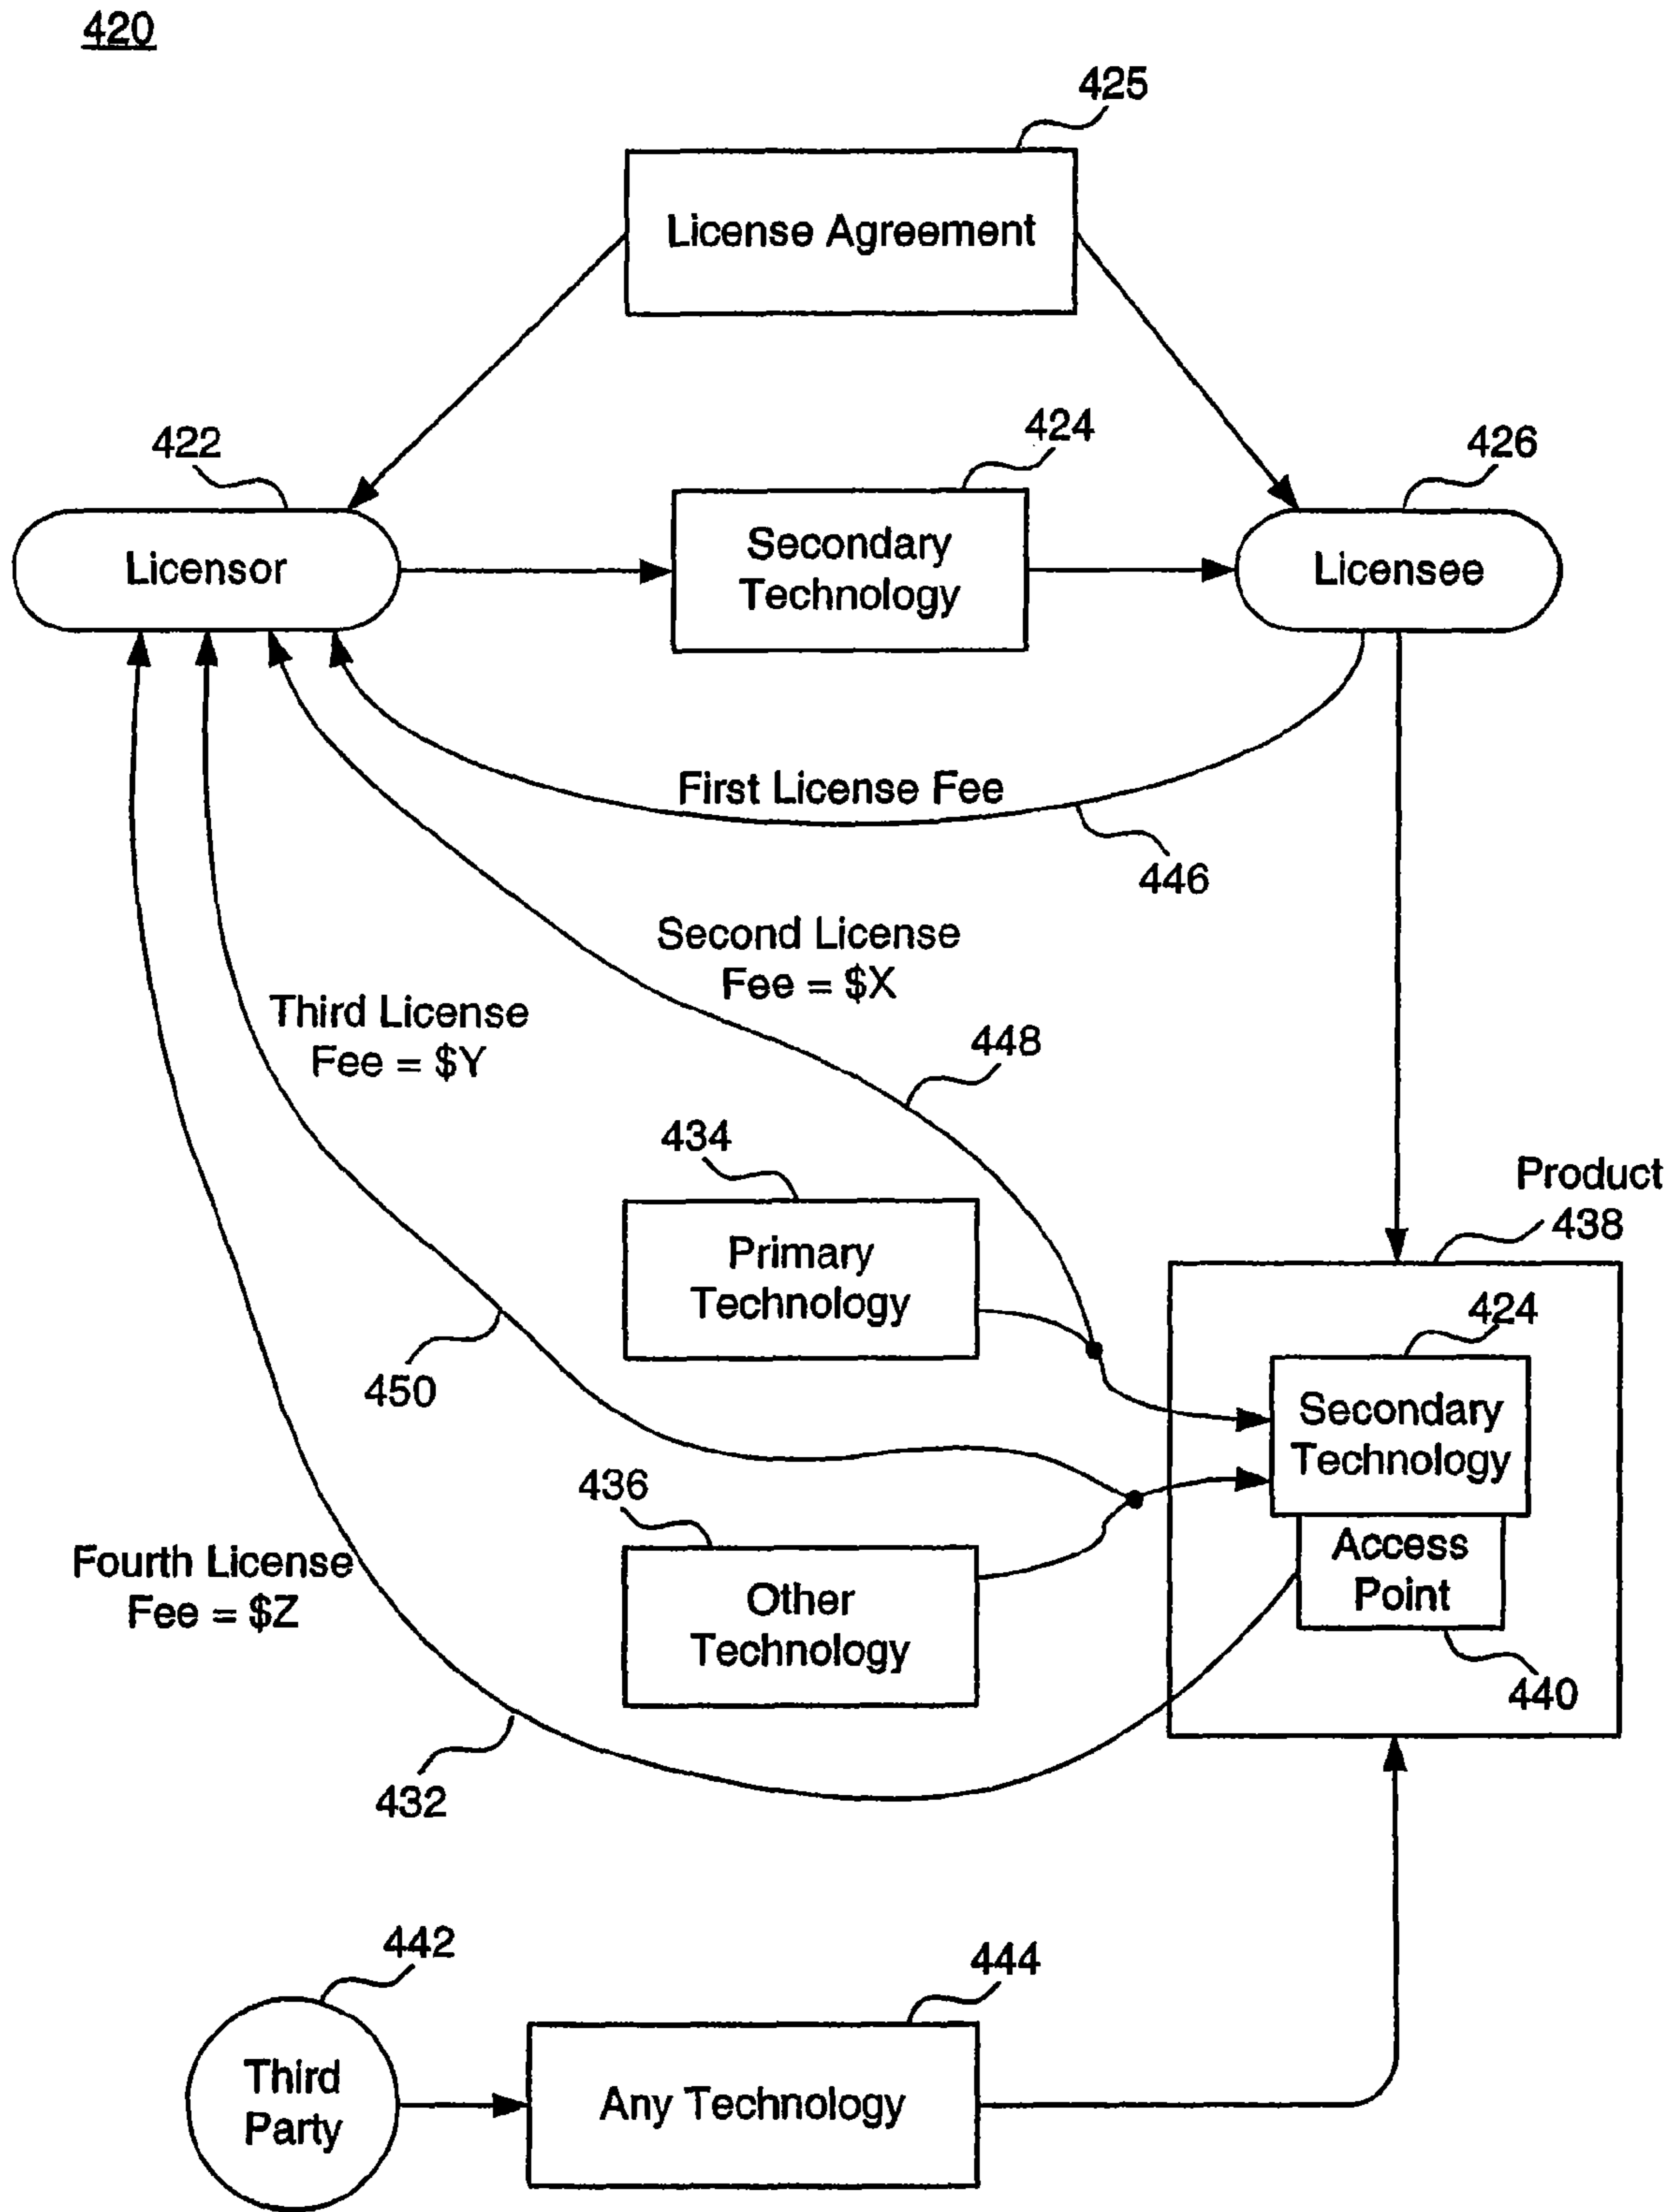 420
425
License Agreement
422
424
426
Licensor
Secondary
Technology
Licensee
First License Fee
446
Second License
Fee = $X
Third License
Fee = $Y
448
434
Product
438
Primary
Technology
424
450
Secondary
Technology
436
Access
Point
Fourth License
Fee = $Z
Other
Technology
440
432
442
444
Third
Party
Any Technology